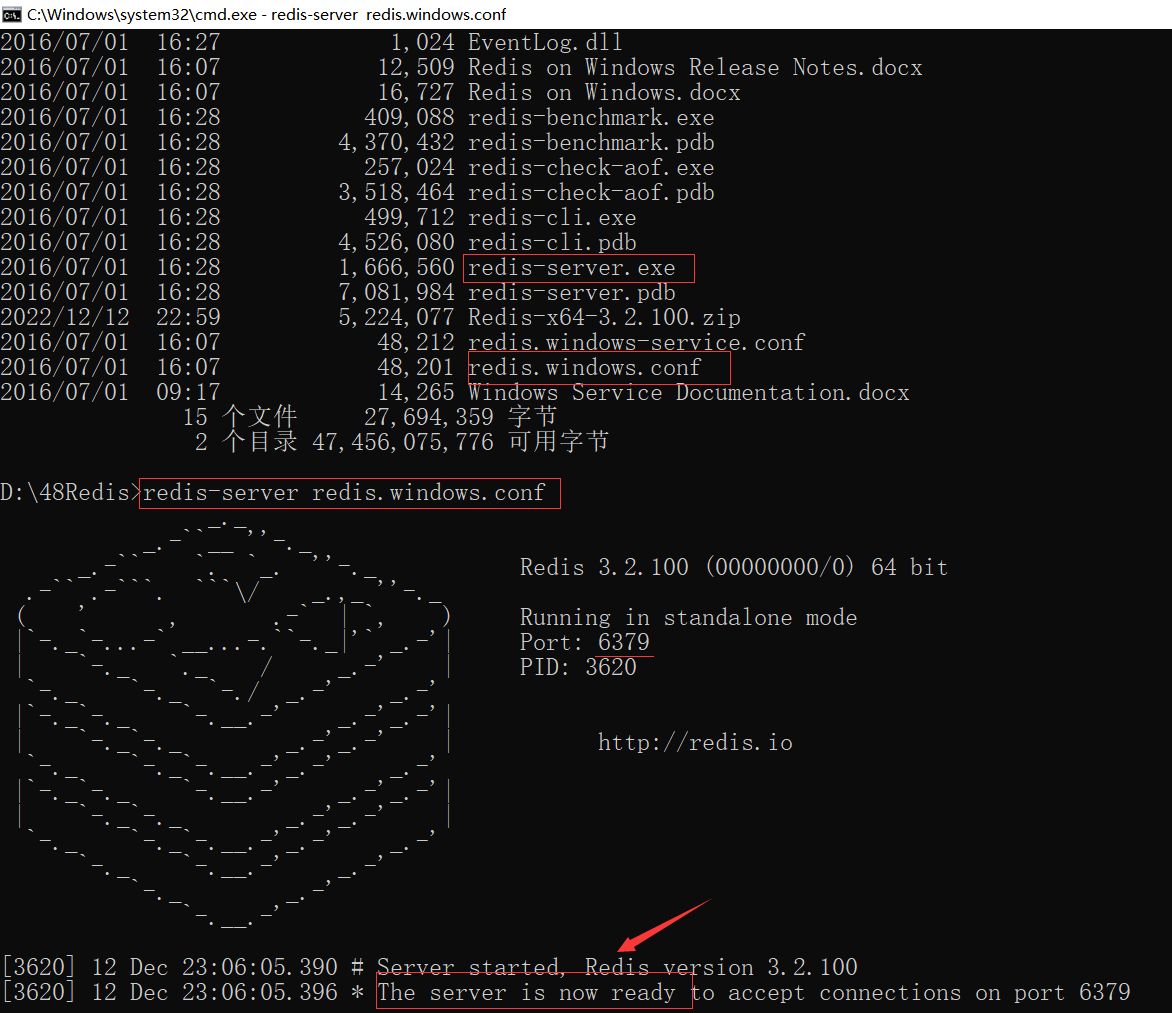 C:\Windows\system32\cmd.exe - redis-server  redis.windows.conf
2016/07/01  16:27             1,024 EventLog.dll
2016/07/01  16:07            12,509 Redis on Windows Release Notes.docx
2016/07/01  16:07            16,727 Redis on Windows.docx
2016/07/01  16:28           409,088 redis-benchmark.exe
2016/07/01  16:28         4,370,432 redis-benchmark.pdb
2016/07/01  16:28           257,024 redis-check-aof.exe
2016/07/01  16:28         3,518,464 redis-check-aof.pdb
2016/07/01  16:28           499,712 redis-cli.exe
2016/07/01  16:28         4,526,080 redis-cli.pdb
2016/07/01  16:28         1,666,560 redis-server.exe
2016/07/01  16:28         7,081,984 redis-server.pdb
2022/12/12  22:59         5,224,077 Redis-x64-3.2.100.zip
2016/07/01  16:07            48,212 redis.windows-service.conf
2016/07/01  16:07            48,201 redis.windows.conf
2016/07/01  09:17            14,265 Windows Service Documentation.docx
15 个文件     27,694,359 字节
2 个目录 47,456,075,776 可用字节
D:\48Redis>redis-server redis.windows.conf
Redis 3.2.100 (00000000/0) 64 bit
Running in standalone mode
Port: 6379
PID: 3620
http://redis.io
[3620] 12 Dec 23:06:05.390 # Server started, Redis version 3.2.100
[3620] 12 Dec 23:06:05.396 * The server is now ready to accept connections on port 6379